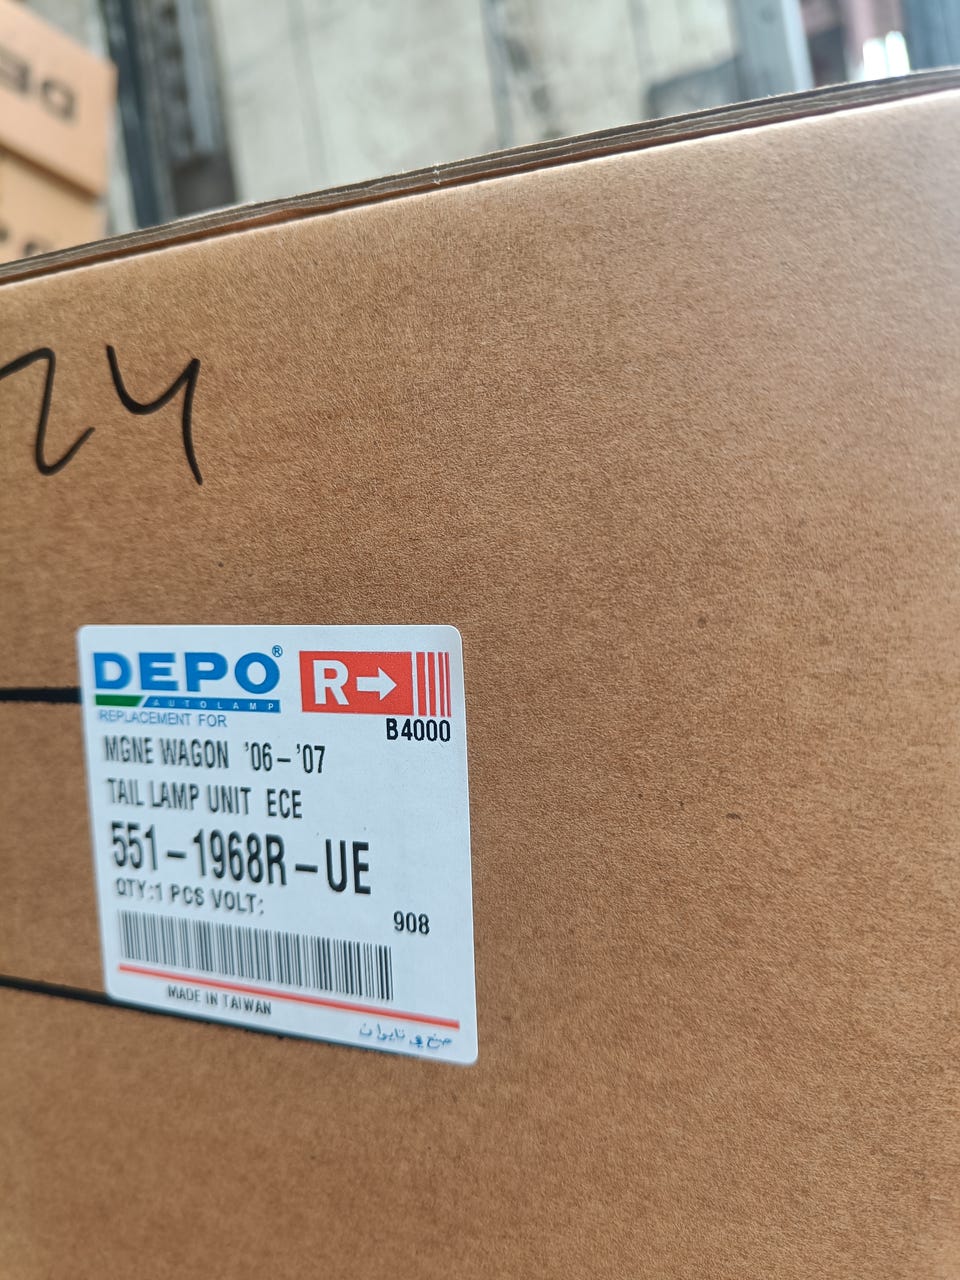 24
DEPO®
AUTOLAMP
REPLACEMENT FOR
R→
B4000
MGNE WAGON '06-'07
TAIL LAMP UNIT ECE
551-1968R-UE
QTY:1 PCS VOLT:
908
MADE IN TAIWAN
صنع في تايوان